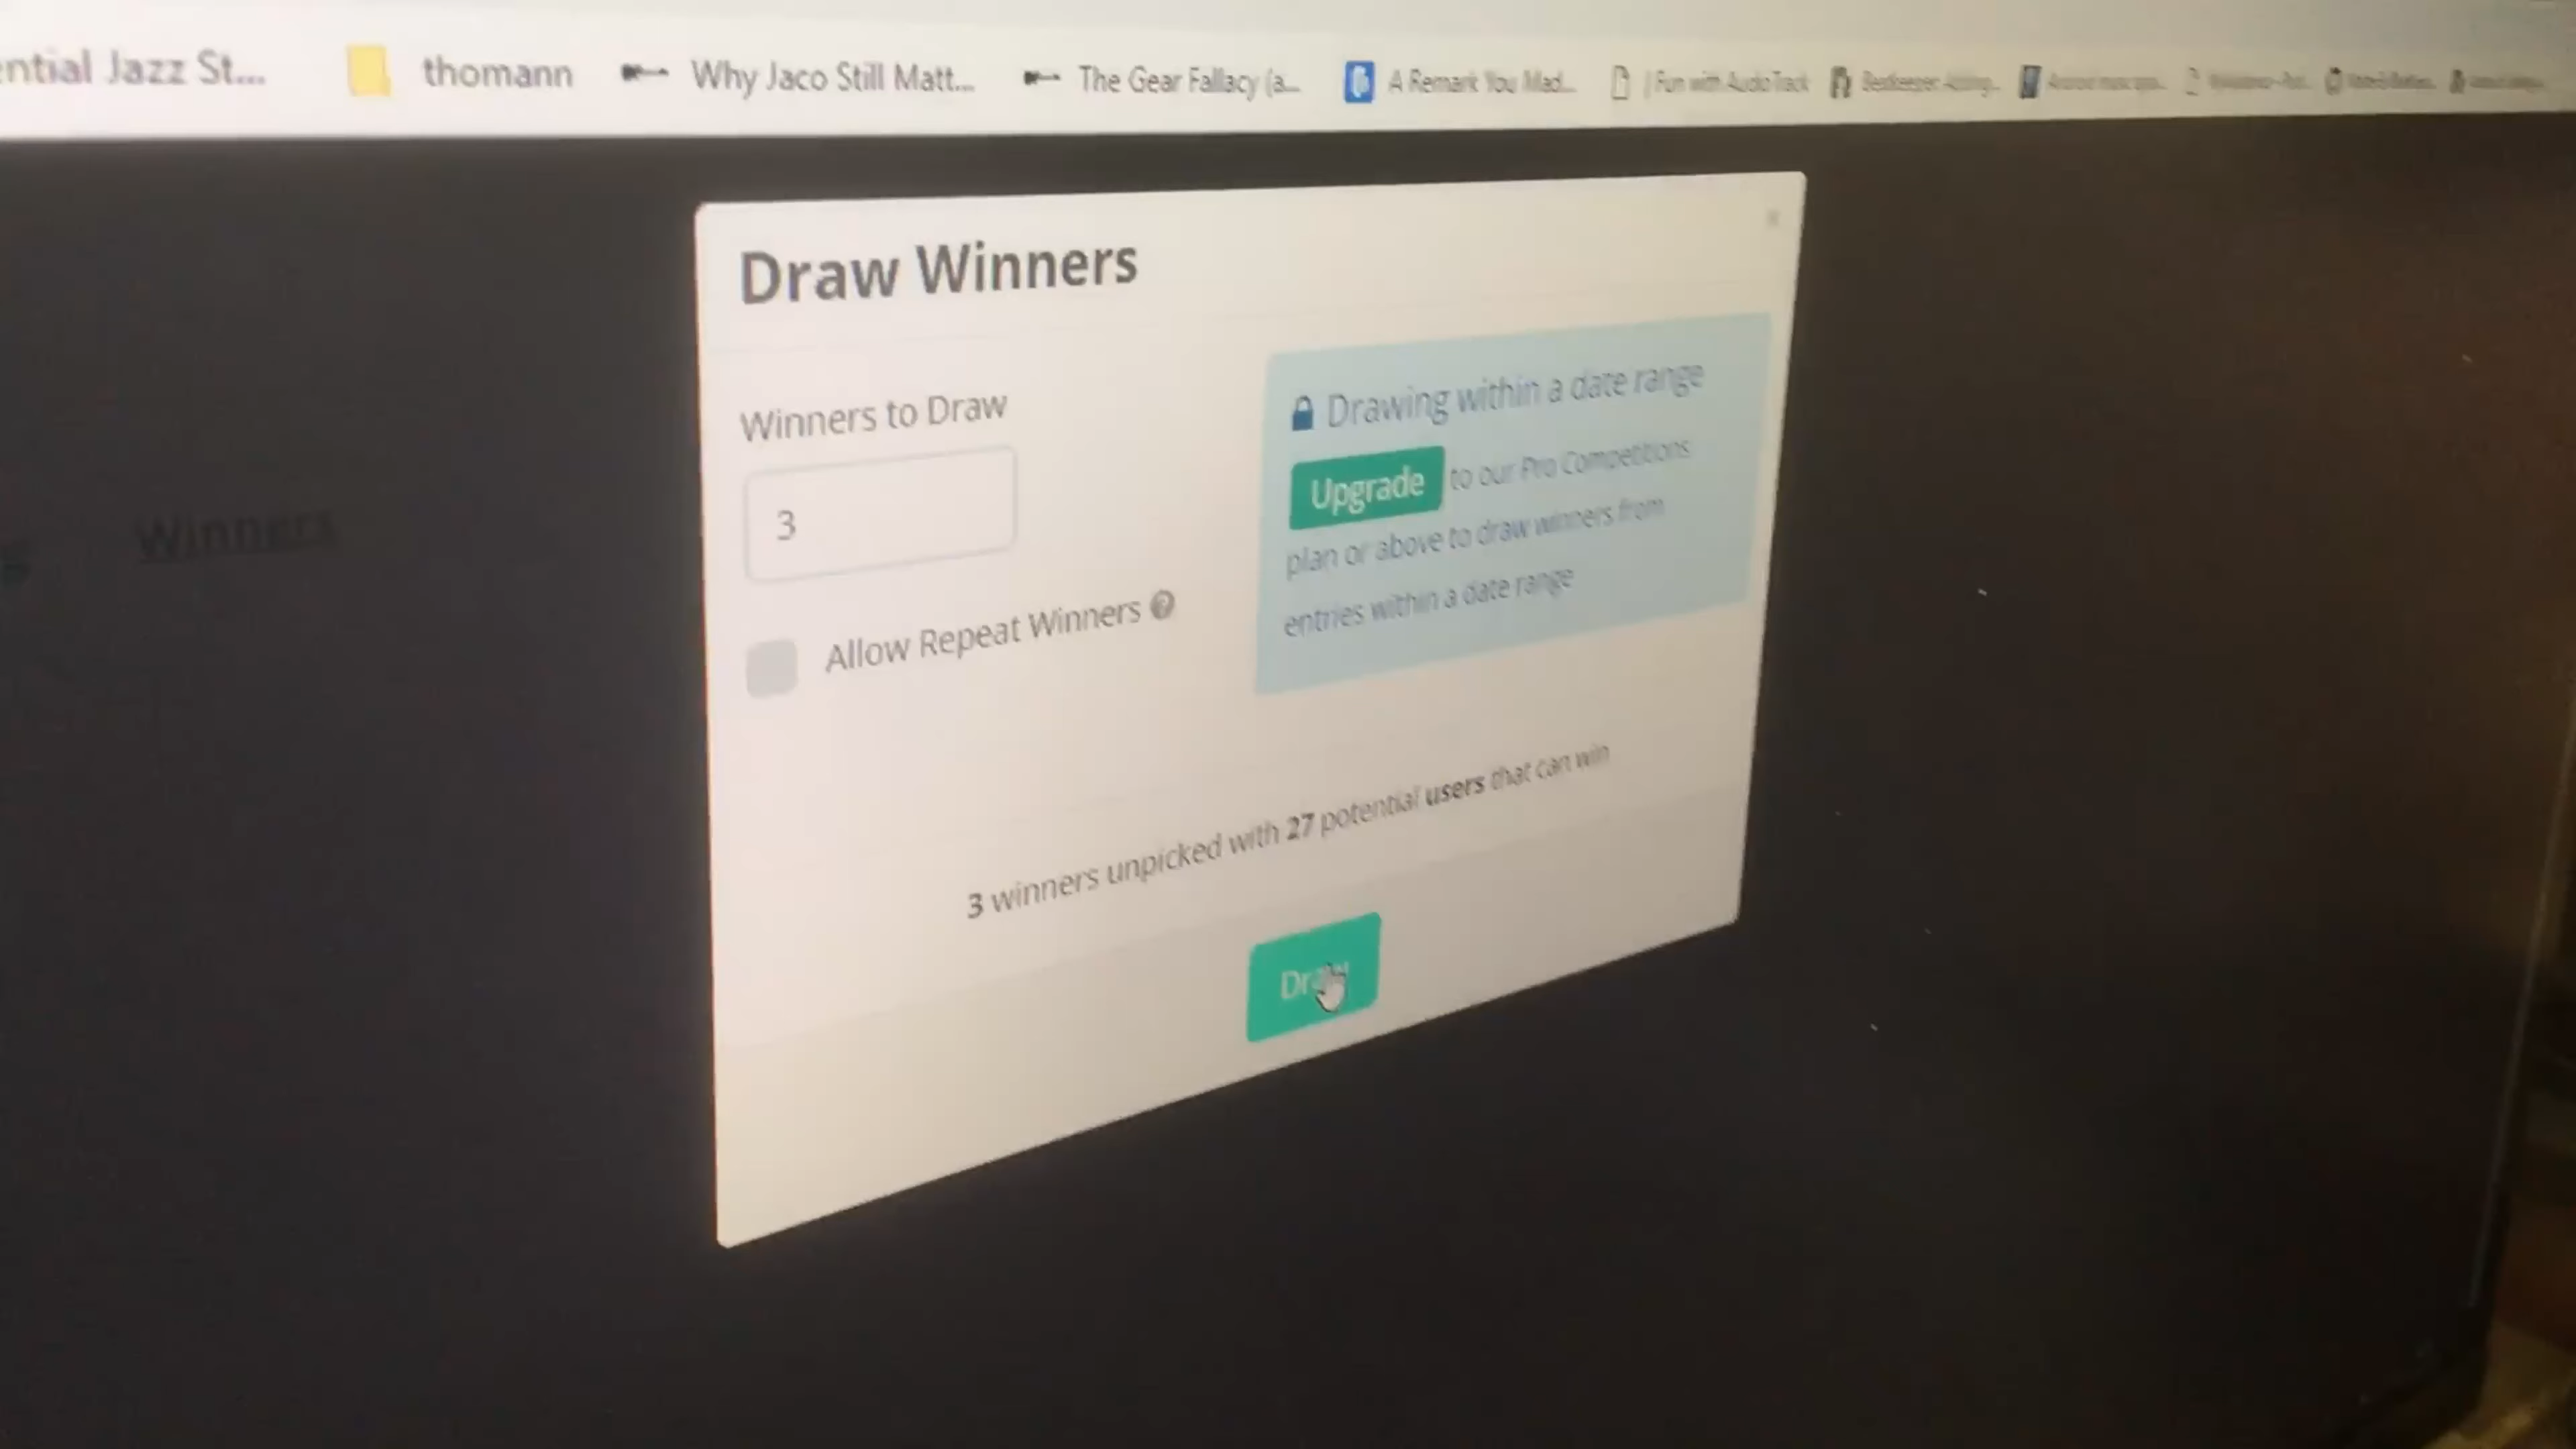 ential Jazz St... thomann Why Jaco Still Matt... The Gear Fallacy (a... A Remark You Mad... | Fun with AudioTrack
Draw Winners
Winners to Draw
3
Allow Repeat Winners
Drawing within a date range
Upgrade to our Pro Competitions
plan or above to draw winners from
entries within a date range
Winners
3 winners unpicked with 27 potential users that can win
Draw